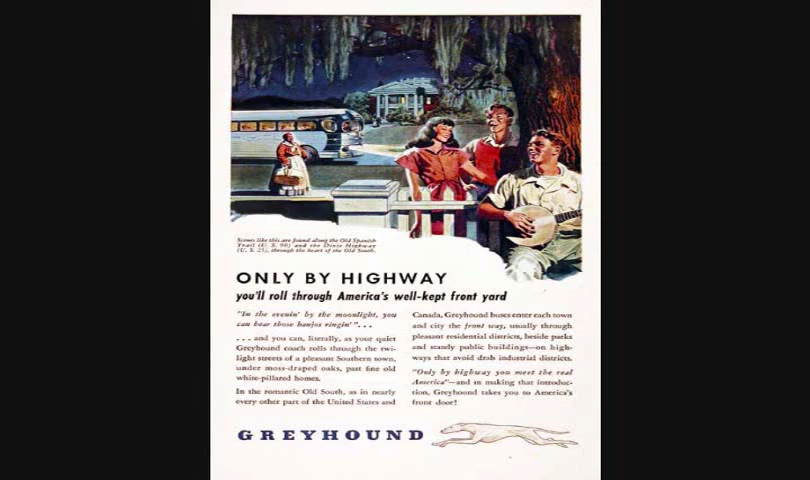 Scenes like this are found along the Old Spanish
Trail (U. S. 90) and the Dixie Highway
(U. S. 25), through the heart of the Old South.
ONLY BY HIGHWAY
you'll roll through America's well-kept front yard
"In the evenin' by the moonlight, you
can hear those banjos ringin'"...
... and you can, literally, as your quiet
Greyhound coach rolls through the twi-
light streets of a pleasant Southern town,
under moss-draped oaks, past fine old
white-pillared homes.
In the romantic Old South, as in nearly
every other part of the United States and
Canada, Greyhound buses enter each town
and city the front way, usually through
pleasant residential districts, beside parks
and stately public buildings—on high-
ways that avoid drab industrial districts.
"Only by highway you meet the real
America"—and in making that introduc-
tion, Greyhound takes you to America's
front door!
GREYHOUND